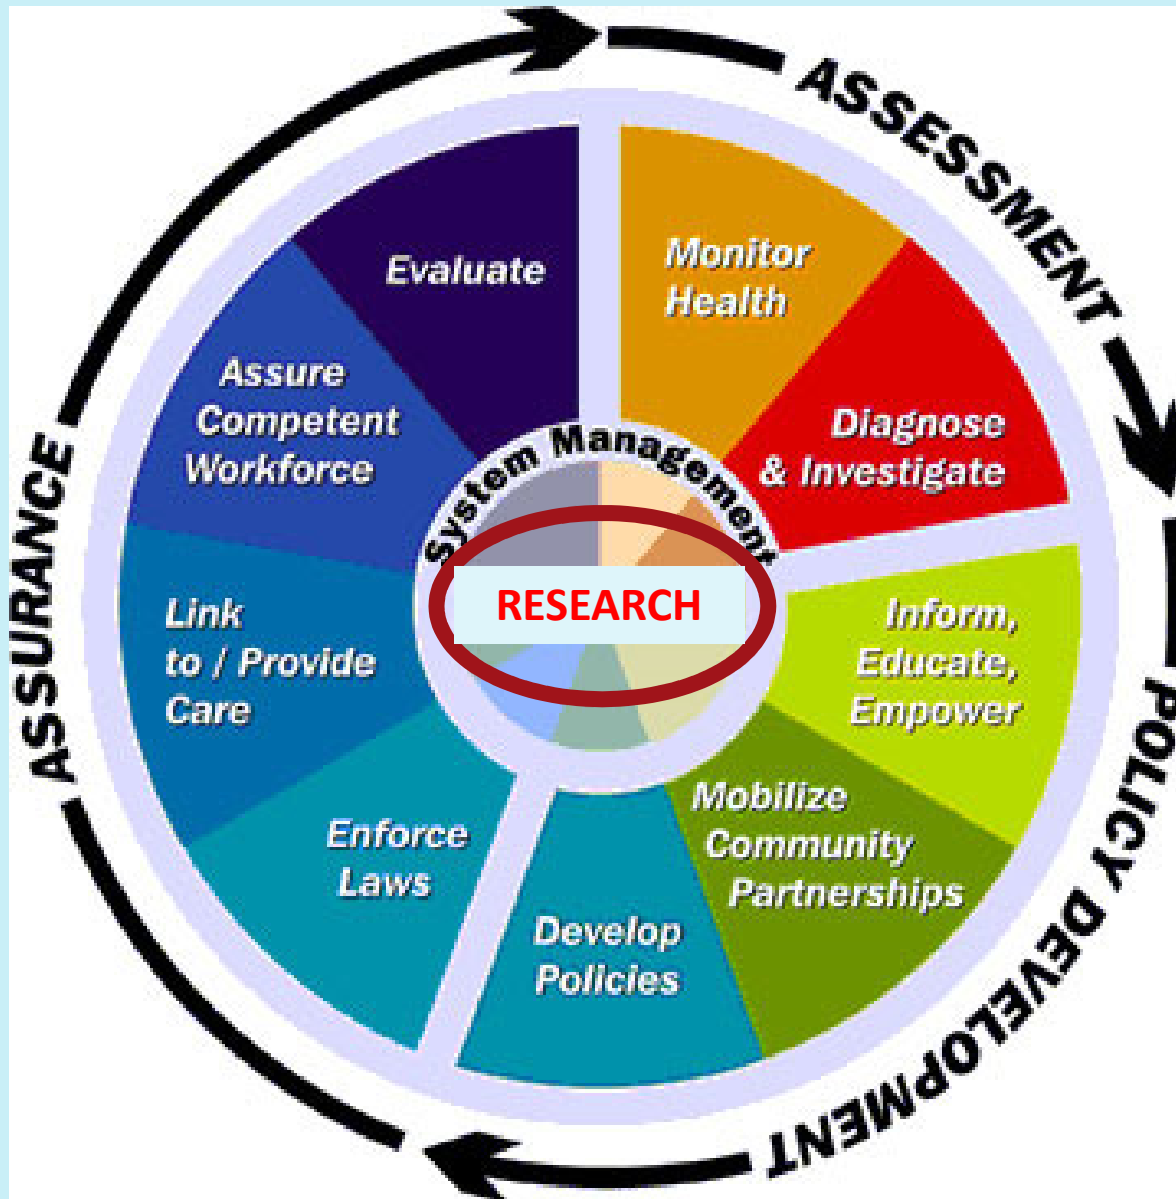 ASSESSMENT
Monitor
Health
Diagnose
& Investigate
POLICY DEVELOPMENT
Inform,
Educate,
Empower
Mobilize
Community
Partnerships
Develop
Policies
ASSURANCE
Enforce
Laws
Link
to / Provide
Care
Assure
Competent
Workforce
Evaluate
System Management
RESEARCH